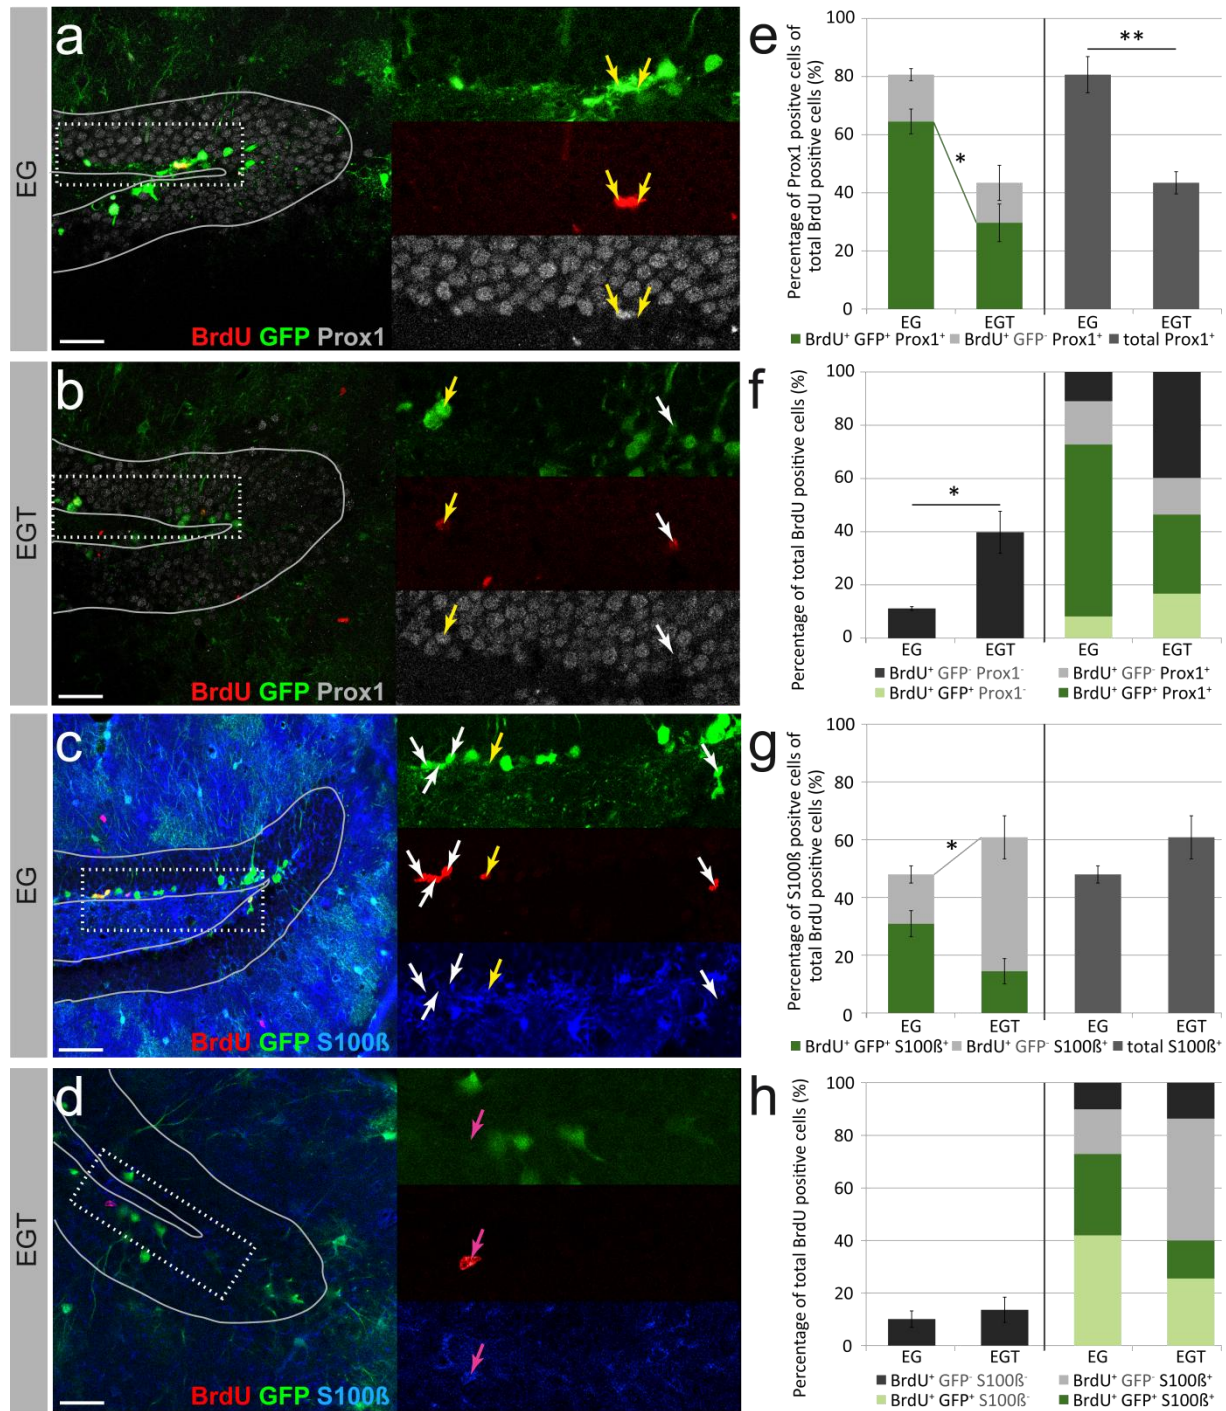 EG
a
BrdU GFP Prox1
EGT
b
BrdU GFP Prox1
EG
c
BrdU GFP S100ß
EGT
d
BrdU GFP S100ß
e
Percentage of Prox1 positve cells of
total BrdU positive cells (%)
100
80
60
40
20
0
*
**
EG
EGT
EG
EGT
BrdU⁺ GFP⁺ Prox1⁺
BrdU⁺ GFP⁻ Prox1⁺
total Prox1⁺
f
Percentage of total BrdU positive cells (%)
100
80
60
40
20
0
*
EG
EGT
EG
EGT
BrdU⁺ GFP⁻ Prox1⁻
BrdU⁺ GFP⁻ Prox1⁺
BrdU⁺ GFP⁺ Prox1⁻
BrdU⁺ GFP⁺ Prox1⁺
g
Percentage of S100ß positve cells of
total BrdU positive cells (%)
100
80
60
40
20
0
*
EG
EGT
EG
EGT
BrdU⁺ GFP⁺ S100ß⁺
BrdU⁺ GFP⁻ S100ß⁺
total S100ß⁺
h
Percentage of total BrdU positive cells (%)
100
80
60
40
20
0
EG
EGT
EG
EGT
BrdU⁺ GFP⁻ S100ß⁻
BrdU⁺ GFP⁻ S100ß⁺
BrdU⁺ GFP⁺ S100ß⁻
BrdU⁺ GFP⁺ S100ß⁺